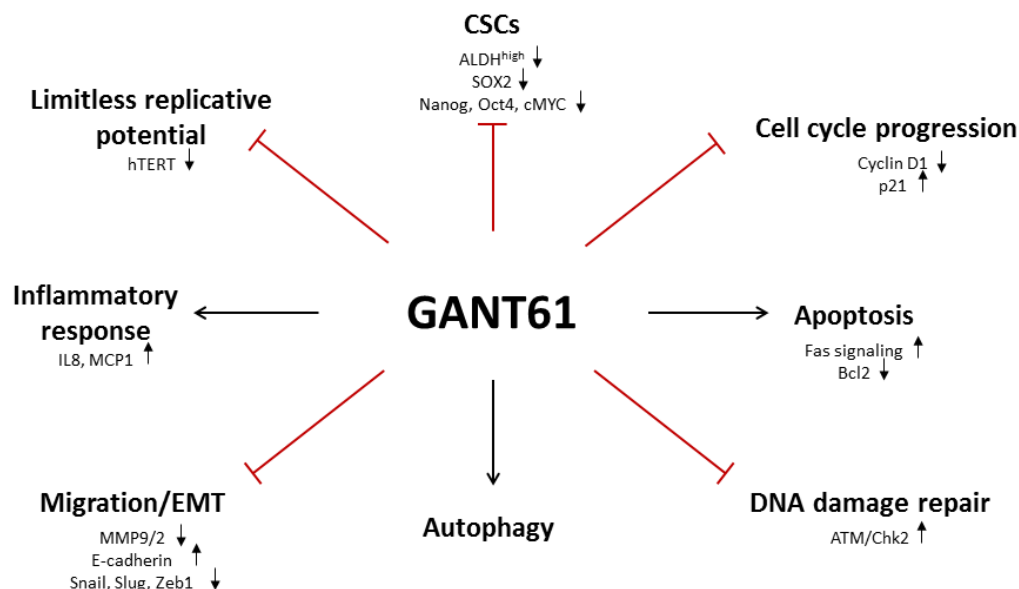 CSCs
ALDHhigh ↓
SOX2 ↓
Nanog, Oct4, cMYC ↓
Limitless replicative
potential
hTERT ↓
Cell cycle progression
Cyclin D1 ↓
p21 ↑
Inflammatory
response
IL8, MCP1 ↑
GANT61
Apoptosis
Fas signaling ↑
Bcl2 ↓
Migration/EMT
MMP9/2 ↓
E-cadherin ↑
Snail, Slug, Zeb1 ↓
Autophagy
DNA damage repair
ATM/Chk2 ↑